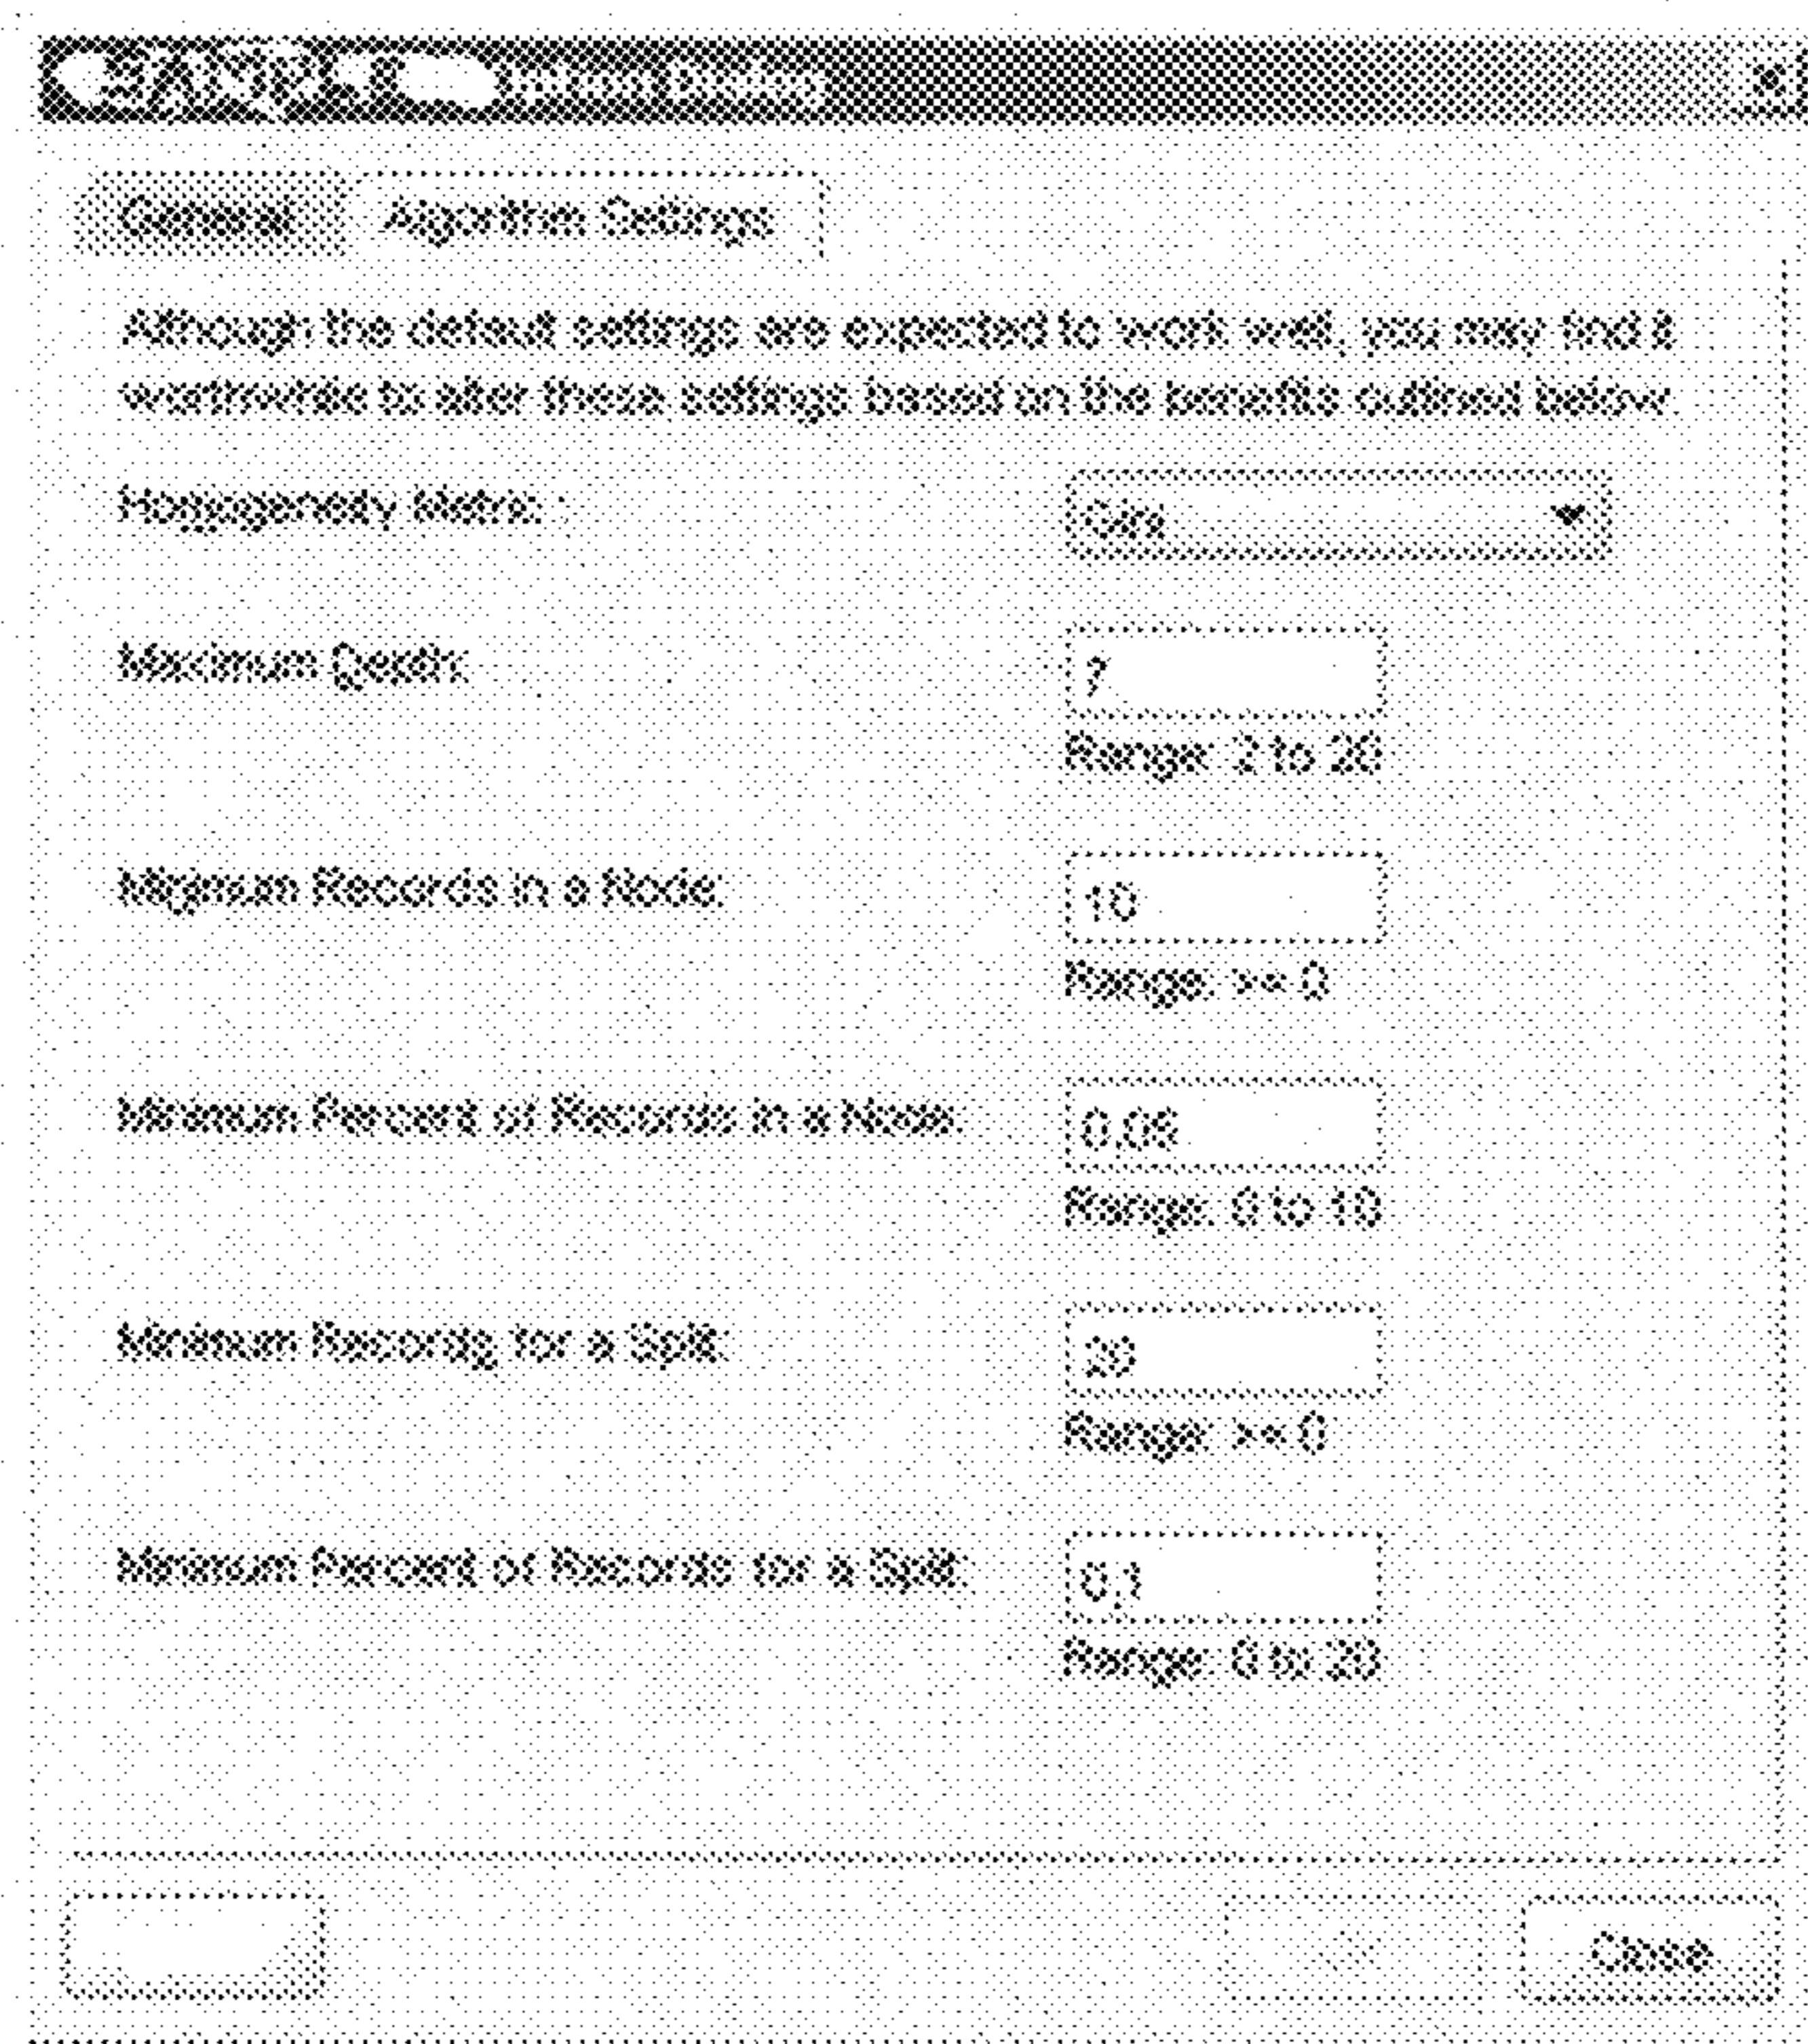 General Algorithm Settings
Although the default settings are expected to work well, you may find it
worthwhile to alter these settings based on the benefits outlined below.
Homogeneity Metric: Gini
Maximum Depth: 7
Range: 2 to 20
Minimum Records in a Node: 10
Range: >= 0
Minimum Percent of Records in a Node: 0.05
Range: 0 to 10
Minimum Records for a Split: 20
Range: >= 0
Minimum Percent of Records for a Split: 0.1
Range: 0 to 20
Close